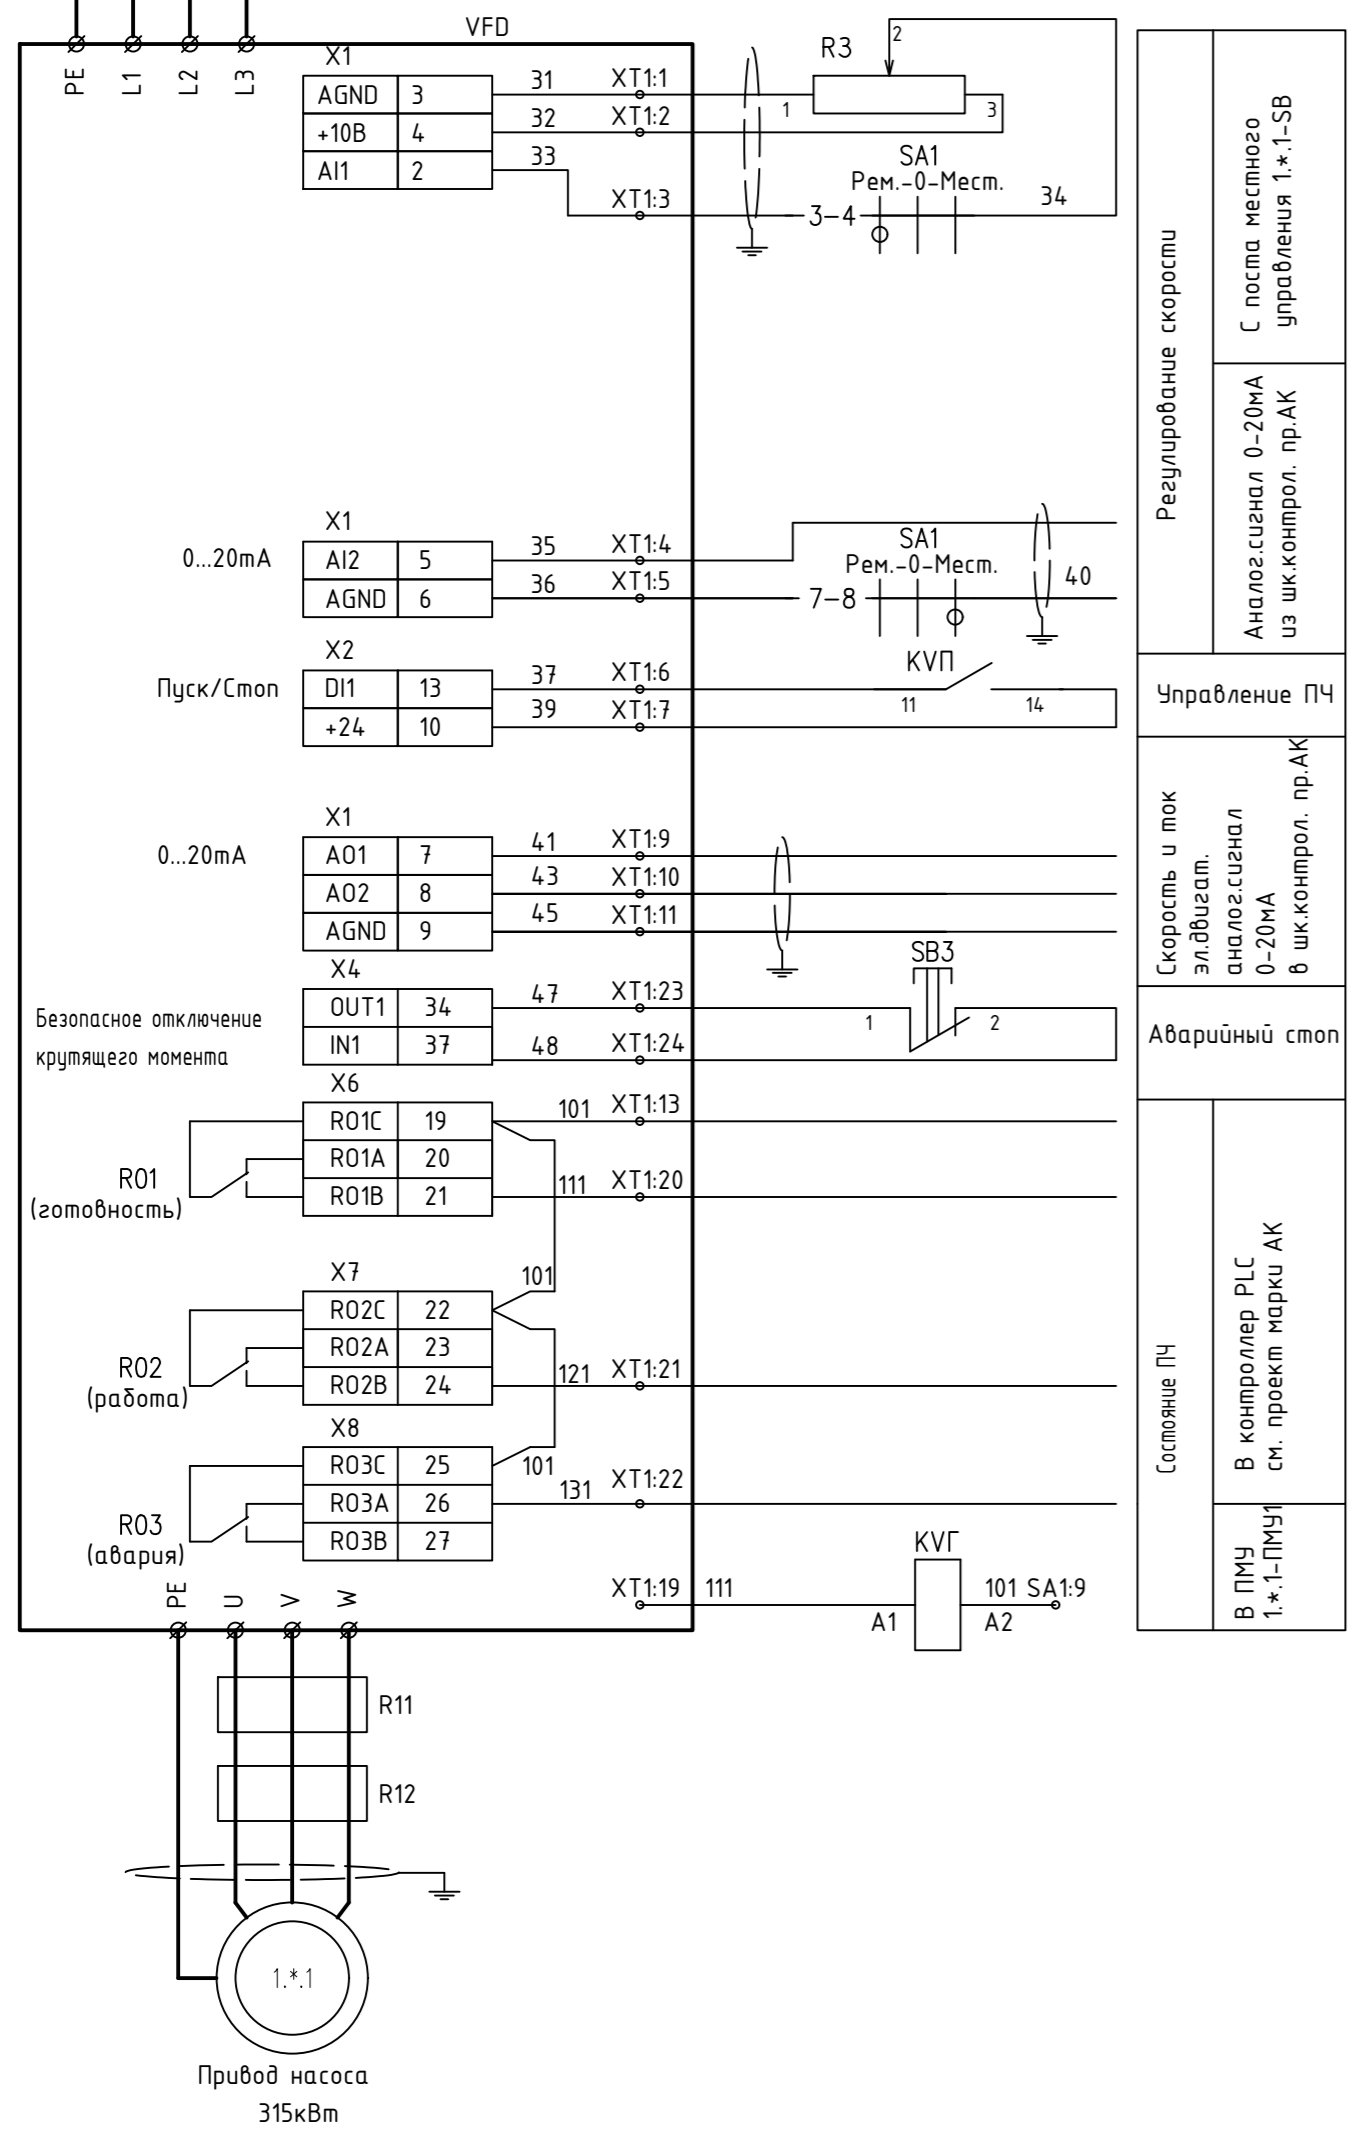 VFD
PE
L1
L2
L3
X1
AGND 3
+10В 4
AI1 2
31
32
33
XT1:1
XT1:2
XT1:3
R3
1
2
3
SA1
Рем.-0-Мест.
3-4
34
X1
0...20mA
AI2 5
AGND 6
35
36
XT1:4
XT1:5
SA1
Рем.-0-Мест.
7-8
40
X2
Пуск/Стоп
DI1 13
+24 10
37
39
XT1:6
XT1:7
KVП
11
14
X1
0...20mA
AO1 7
AO2 8
AGND 9
41
43
45
XT1:9
XT1:10
XT1:11
X4
Безопасное отключение
крутящего момента
OUT1 34
IN1 37
47
48
XT1:23
XT1:24
SB3
1
2
X6
RO1C 19
RO1A 20
RO1B 21
RO1
(готовность)
101
XT1:13
111
XT1:20
X7
101
RO2C 22
RO2A 23
RO2B 24
RO2
(работа)
121
XT1:21
X8
RO3C 25
RO3A 26
RO3B 27
RO3
(авария)
101
131
XT1:22
XT1:19
111
KVГ
A1
A2
101 SA1:9
PE
U
V
W
R11
R12
1.*.1
Привод насоса
315кВт
Регулирование скорости
С поста местного
управления 1.*.1-SB
Аналог.сигнал 0-20мА
из шк.контрол. пр.АК
Управление ПЧ
Скорость и ток
эл.двигат.
аналог.сигнал
0-20мА
в шк.контрол. пр.АК
Аварийный стоп
Состояние ПЧ
В контроллер PLC
см. проект марки АК
В ПМУ
1.*.1-ПМУ1